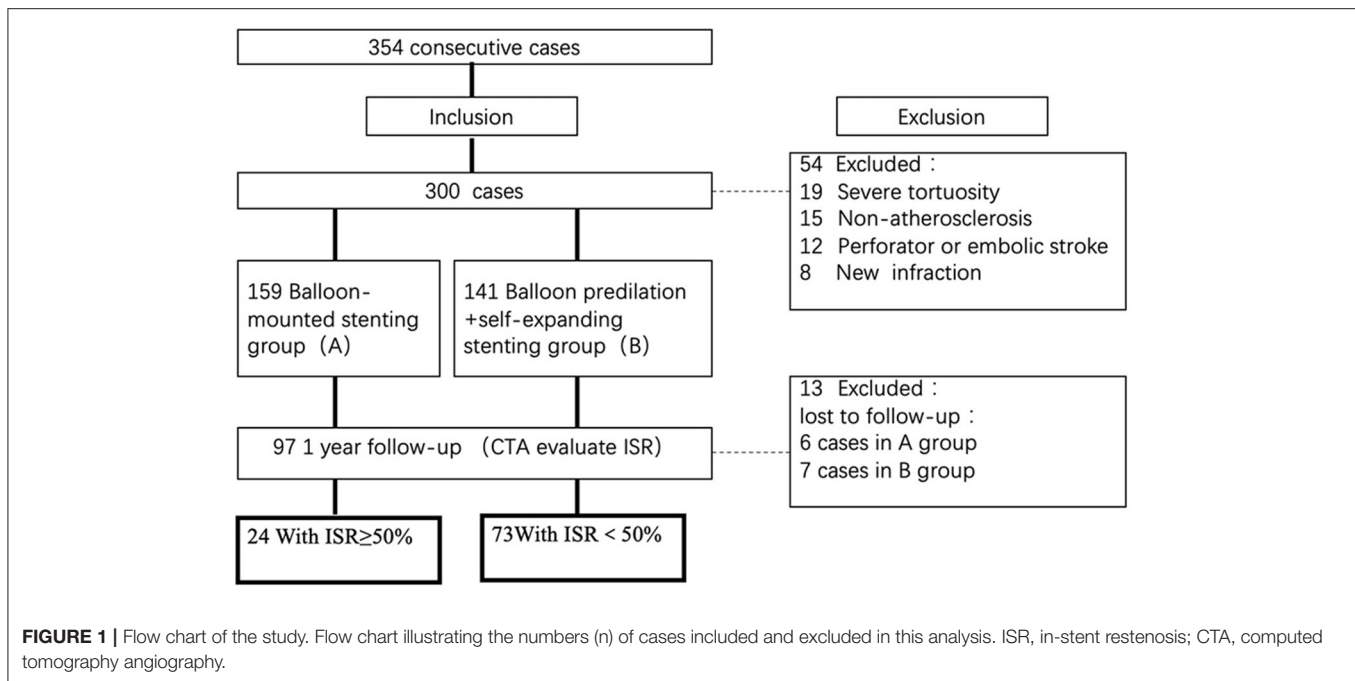 354 consecutive cases
Inclusion
Exclusion
300 cases
54 Excluded：
19 Severe tortuosity
15 Non-atherosclerosis
12 Perforator or embolic stroke
8 New infraction
159 Balloon-
mounted stenting
group（A）
141 Balloon predilation
+self-expanding
stenting group（B）
97 1 year follow-up （CTA evaluate ISR）
13 Excluded：
lost to follow-up：
6 cases in A group
7 cases in B group
24 With ISR≥50%
73With ISR < 50%
FIGURE 1 | Flow chart of the study. Flow chart illustrating the numbers (n) of cases included and excluded in this analysis. ISR, in-stent restenosis; CTA, computed
tomography angiography.